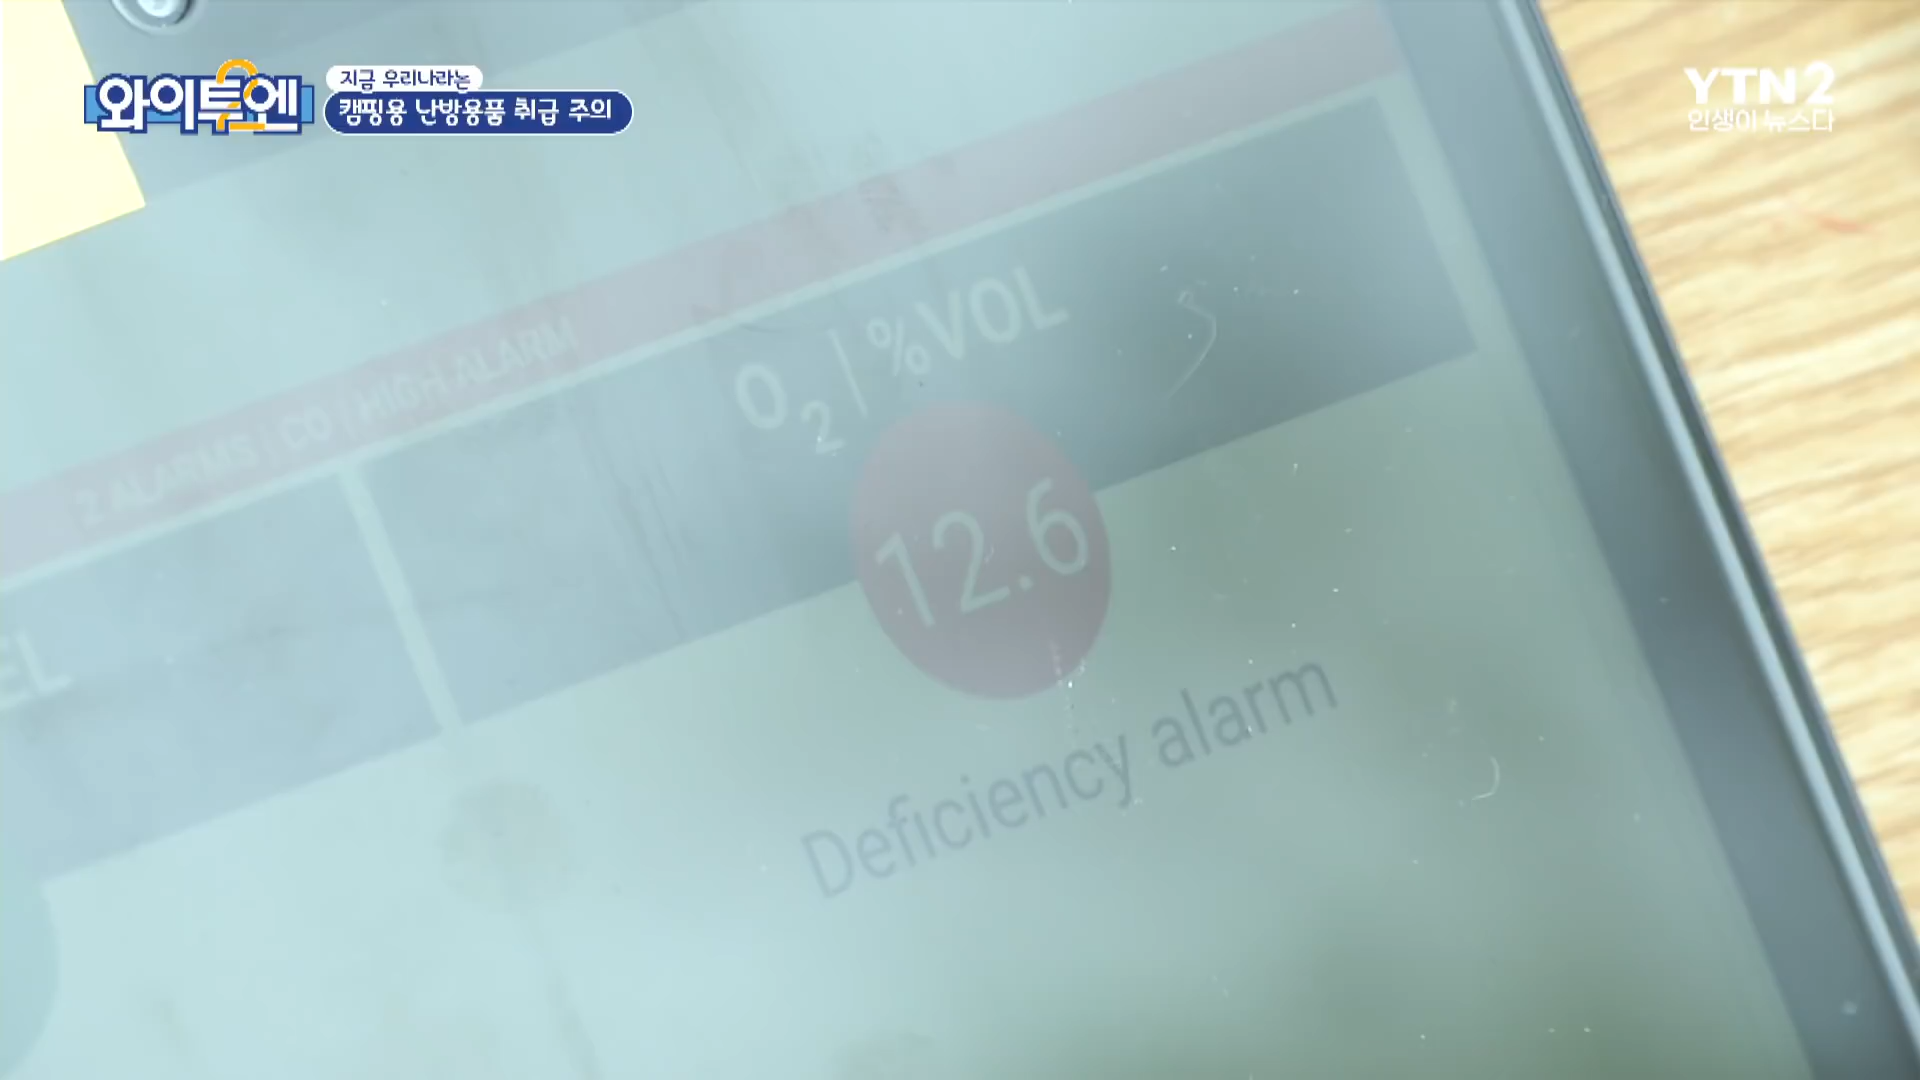 와이투엔
지금 우리나라는
캠핑용 난방용품 취급 주의
YTN2
인생이 뉴스다
2 ALARMS | CO | HIGH ALARM
O₂ | %VOL
12.6
EL
Deficiency alarm